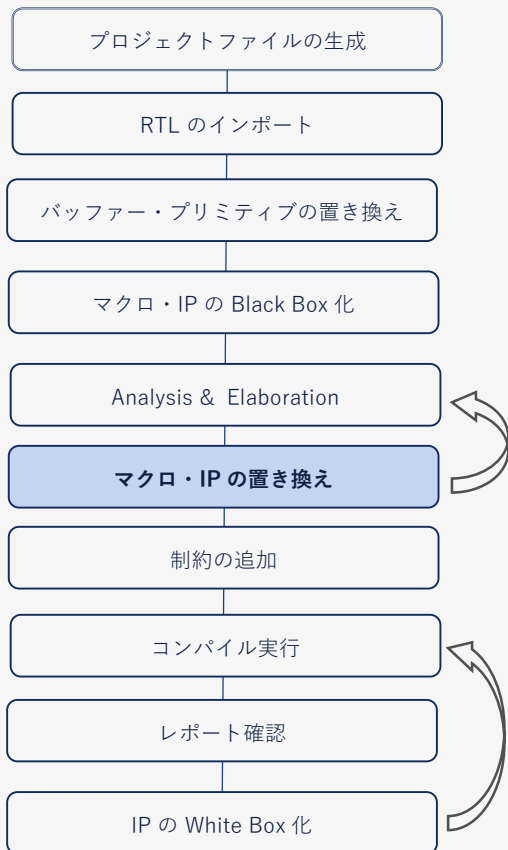 プロジェクトファイルの生成
RTL のインポート
バッファー・プリミティブの置き換え
マクロ・IP の Black Box 化
Analysis & Elaboration
マクロ・IP の置き換え
制約の追加
コンパイル実行
レポート確認
IP の White Box 化